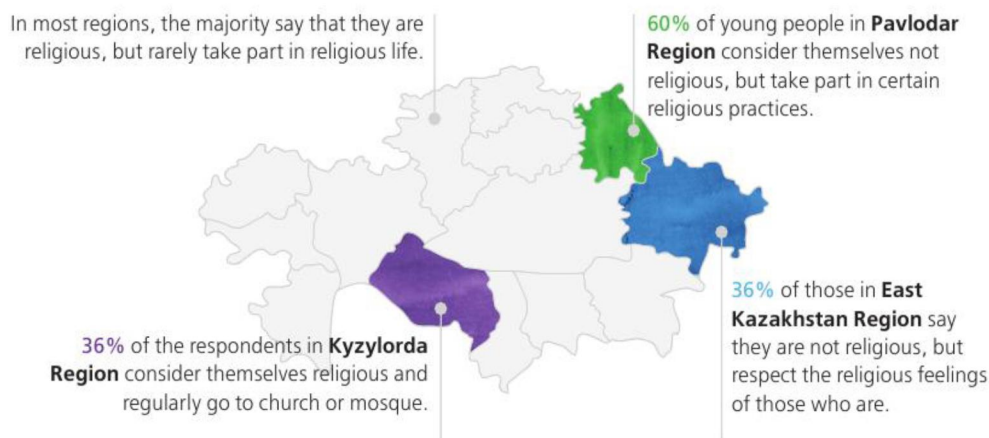 In most regions, the majority say that they are
religious, but rarely take part in religious life.
60% of young people in Pavlodar
Region consider themselves not
religious, but take part in certain
religious practices.
36% of those in East
Kazakhstan Region say
they are not religious, but
respect the religious feelings
of those who are.
36% of the respondents in Kyzylorda
Region consider themselves religious and
regularly go to church or mosque.